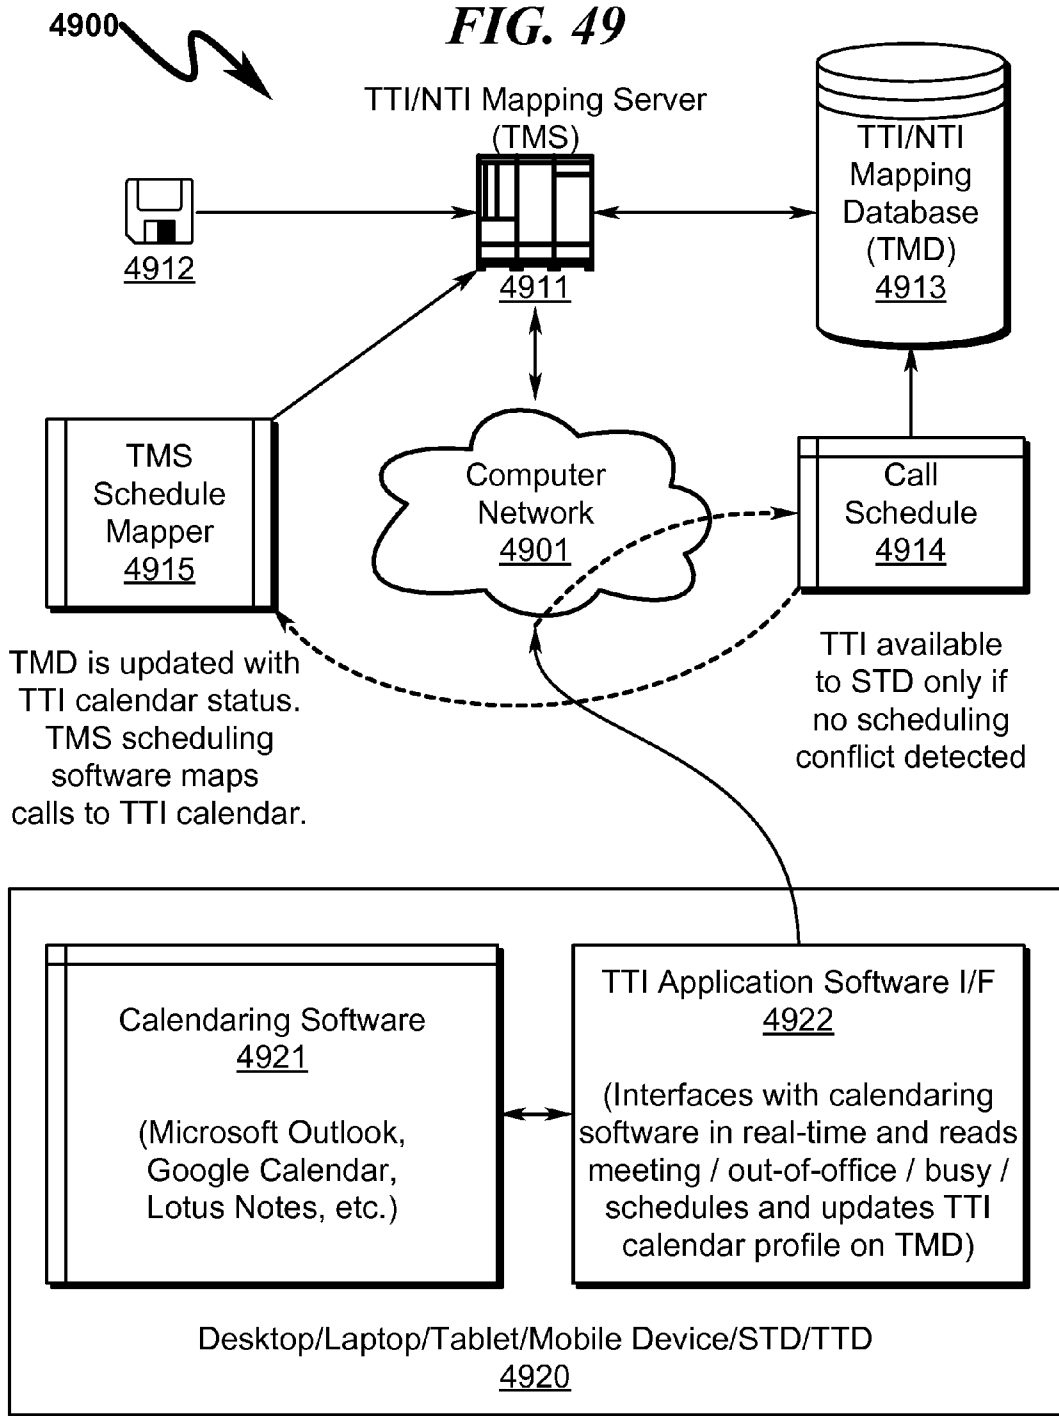 4900
FIG. 49
TTI/NTI Mapping Server
(TMS)
4911
4912
TTI/NTI
Mapping
Database
(TMD)
4913
TMS
Schedule
Mapper
4915
Computer
Network
4901
Call
Schedule
4914
TMD is updated with
TTI calendar status.
TMS scheduling
software maps
calls to TTI calendar.
TTI available
to STD only if
no scheduling
conflict detected
Calendaring Software
4921
(Microsoft Outlook,
Google Calendar,
Lotus Notes, etc.)
TTI Application Software I/F
4922
(Interfaces with calendaring
software in real-time and reads
meeting / out-of-office / busy /
schedules and updates TTI
calendar profile on TMD)
Desktop/Laptop/Tablet/Mobile Device/STD/TTD
4920